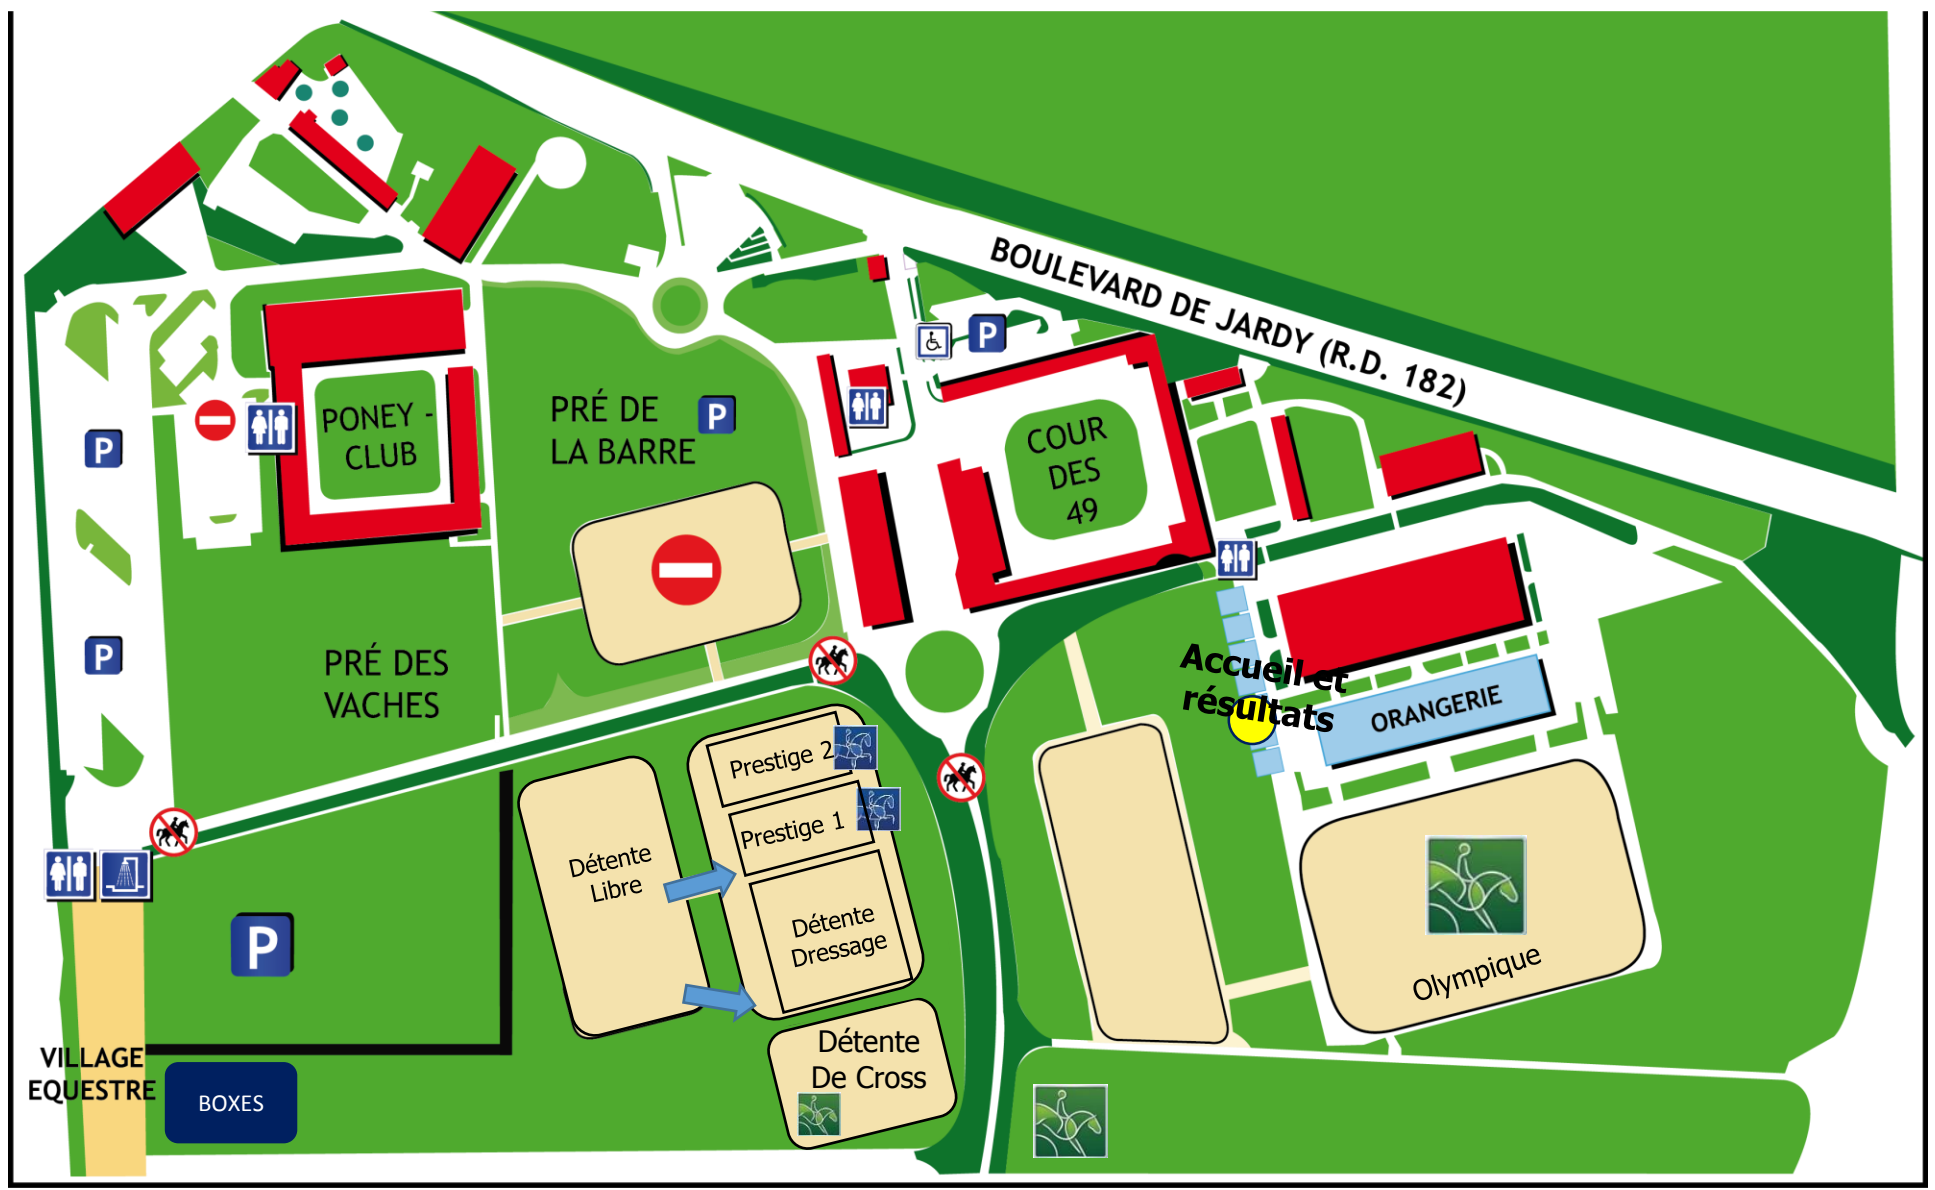 BOULEVARD DE JARDY (R.D. 182)
P
PONEY -
CLUB
PRÉ DE
LA BARRE
P
COUR
DES
49
P
P
PRÉ DES
VACHES
Accueil et
résultats
ORANGERIE
Prestige 2
Prestige 1
Détente
Libre
Détente
Dressage
P
Olympique
Détente
De Cross
VILLAGE
EQUESTRE
BOXES